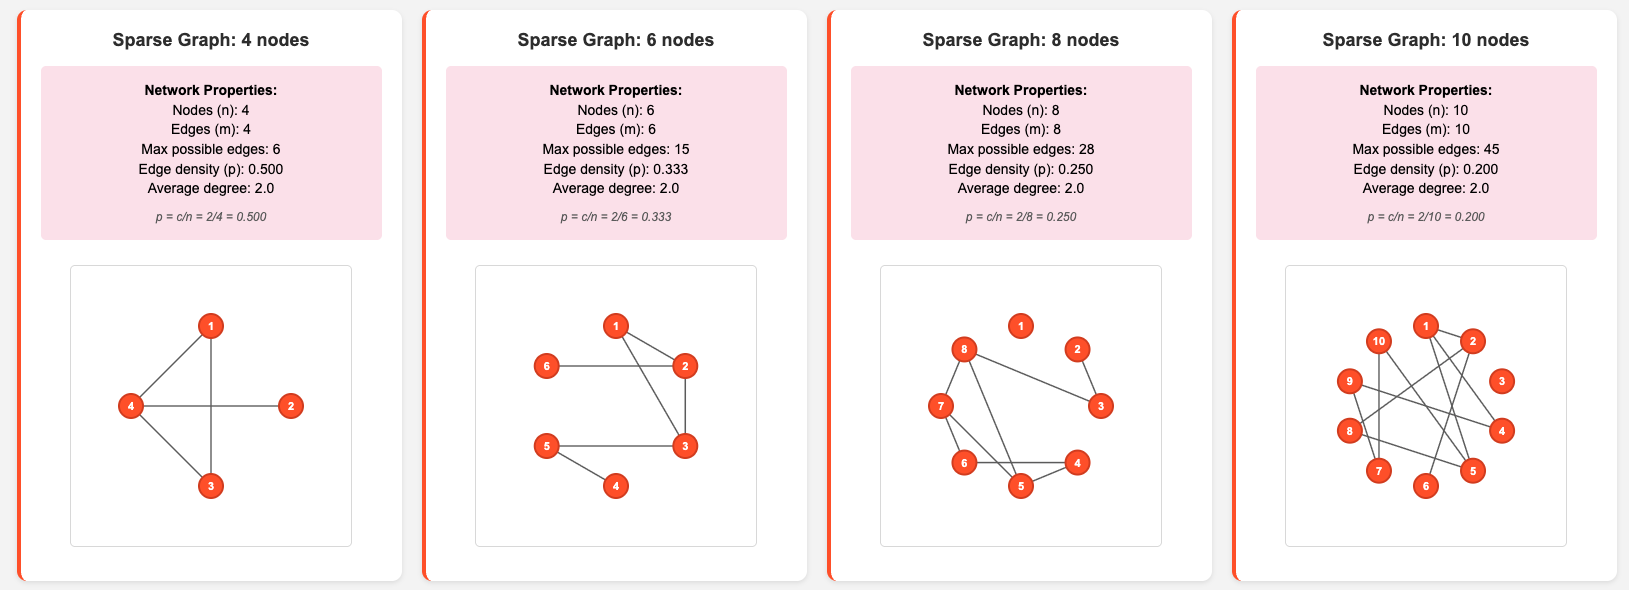 Sparse Graph: 4 nodes
Network Properties:
Nodes (n): 4
Edges (m): 4
Max possible edges: 6
Edge density (p): 0.500
Average degree: 2.0
p = c/n = 2/4 = 0.500
1
4
2
3
Sparse Graph: 6 nodes
Network Properties:
Nodes (n): 6
Edges (m): 6
Max possible edges: 15
Edge density (p): 0.333
Average degree: 2.0
p = c/n = 2/6 = 0.333
1
6
2
5
3
4
Sparse Graph: 8 nodes
Network Properties:
Nodes (n): 8
Edges (m): 8
Max possible edges: 28
Edge density (p): 0.250
Average degree: 2.0
p = c/n = 2/8 = 0.250
1
8
2
7
3
6
4
5
Sparse Graph: 10 nodes
Network Properties:
Nodes (n): 10
Edges (m): 10
Max possible edges: 45
Edge density (p): 0.200
Average degree: 2.0
p = c/n = 2/10 = 0.200
1
10
2
9
3
8
4
7
5
6